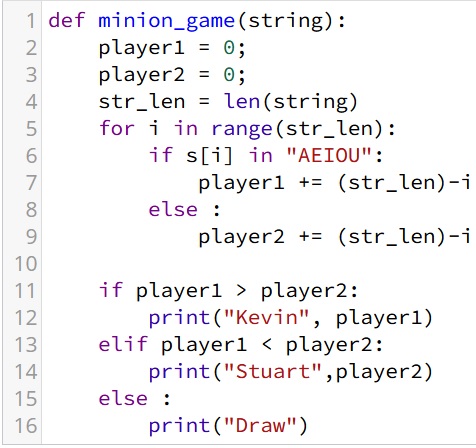 1 def minion_game(string):
2     player1 = 0;
3     player2 = 0;
4     str_len = len(string)
5     for i in range(str_len):
6         if s[i] in "AEIOU":
7             player1 += (str_len)-i
8         else :
9             player2 += (str_len)-i
10
11     if player1 > player2:
12         print("Kevin", player1)
13     elif player1 < player2:
14         print("Stuart",player2)
15     else :
16         print("Draw")